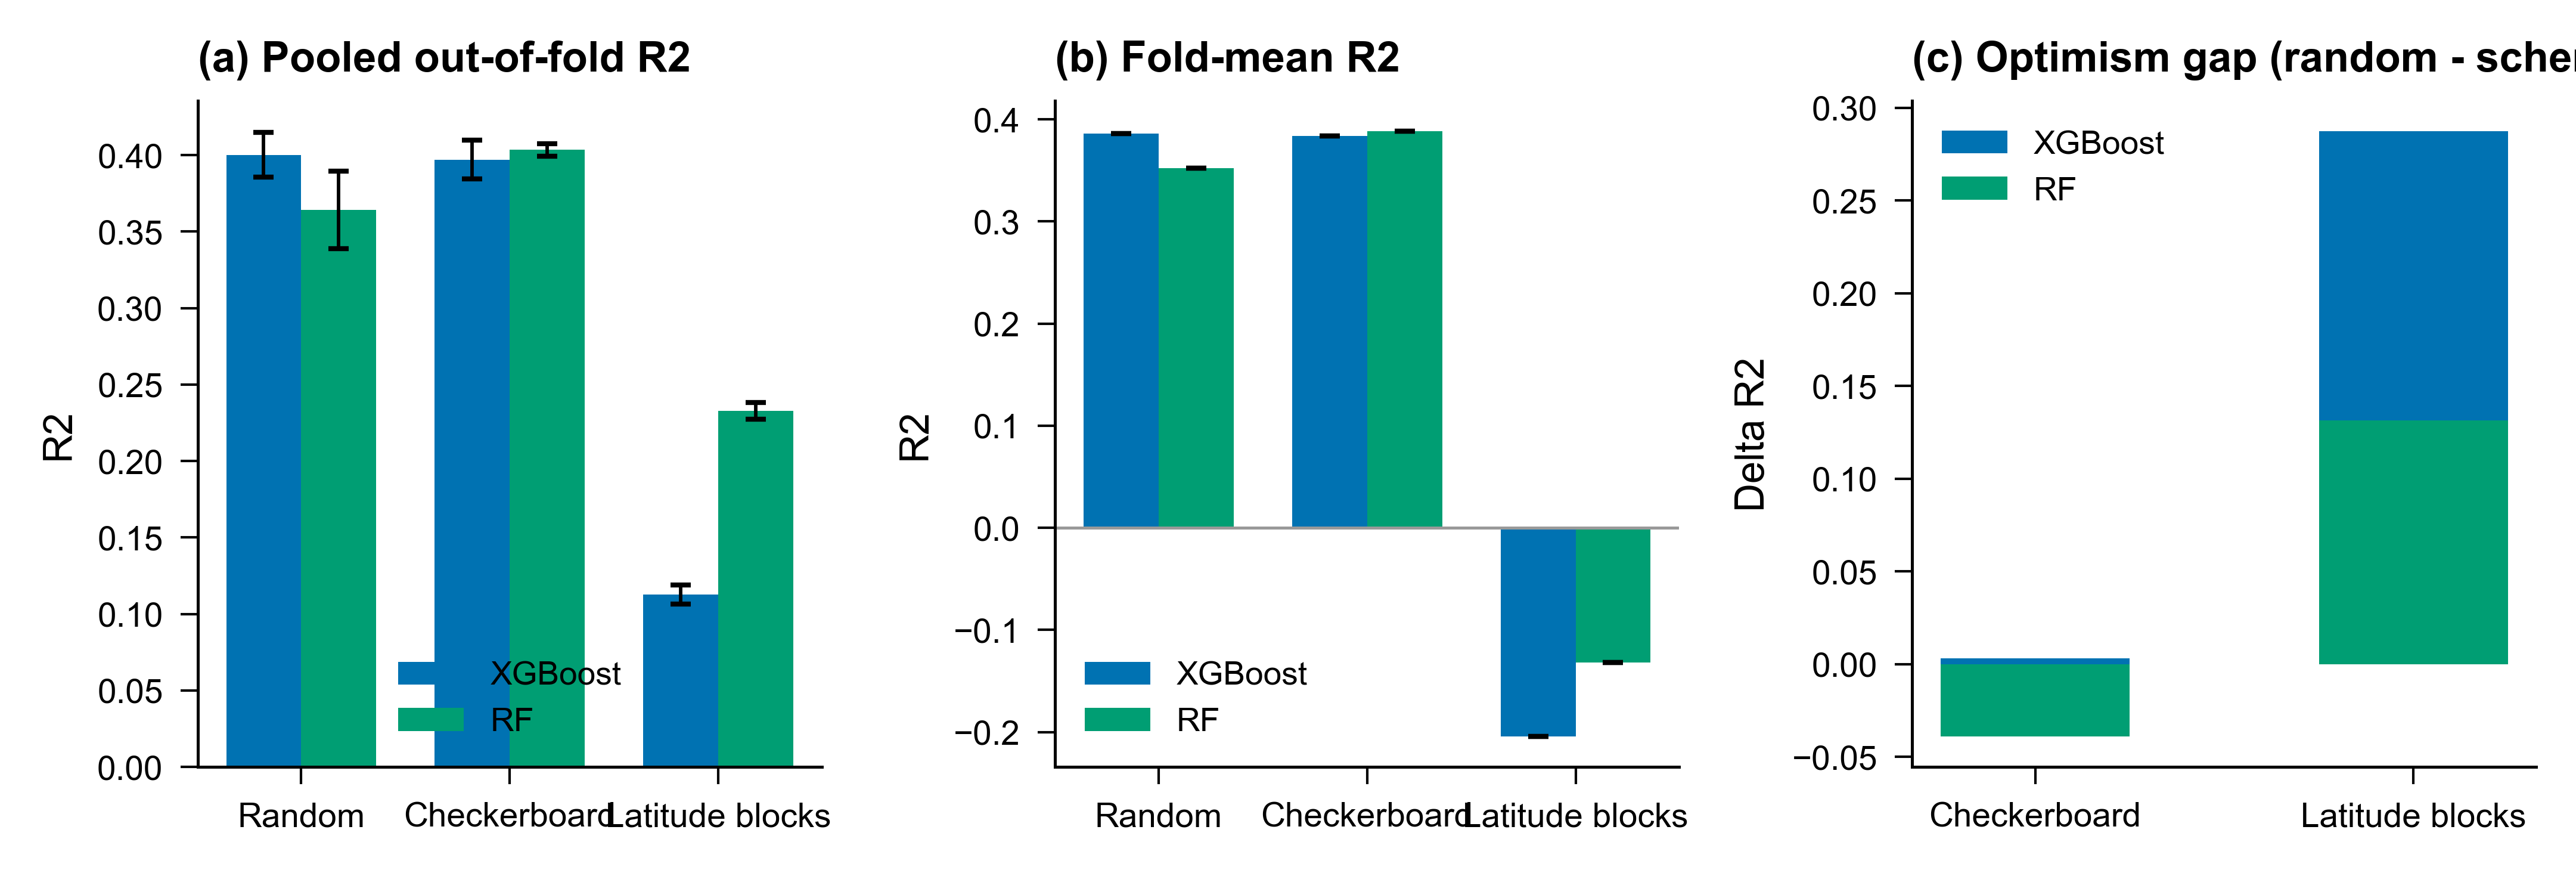 (a) Pooled out-of-fold R2
R2
0.40
0.35
0.30
0.25
0.20
0.15
0.10
0.05
0.00
XGBoost
RF
Random
Checkerboard
Latitude blocks
(b) Fold-mean R2
R2
0.4
0.3
0.2
0.1
0.0
−0.1
−0.2
XGBoost
RF
Random
Checkerboard
Latitude blocks
(c) Optimism gap (random - sche
Delta R2
0.30
0.25
0.20
0.15
0.10
0.05
0.00
−0.05
XGBoost
RF
Checkerboard
Latitude blocks